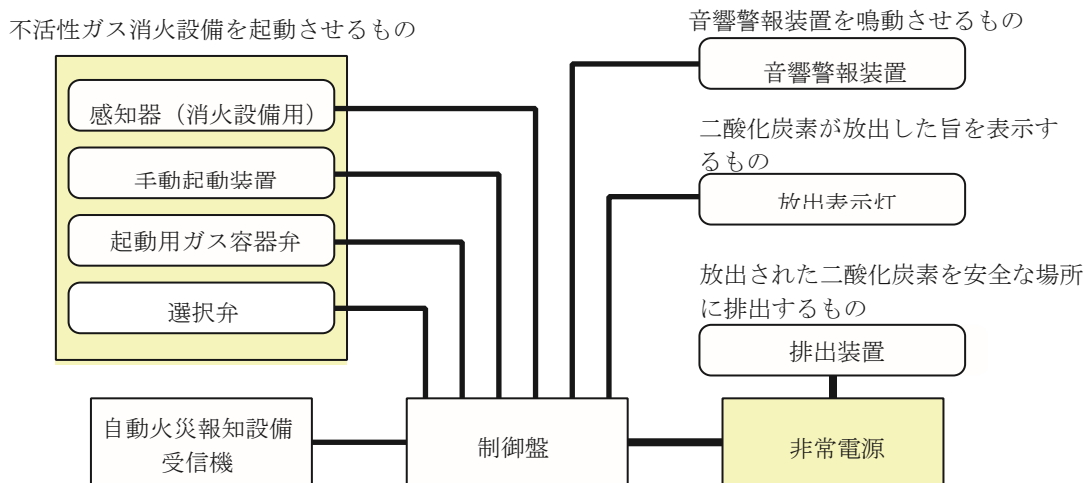 不活性ガス消火設備を起動させるもの
感知器（消火設備用）
手動起動装置
起動用ガス容器弁
選択弁
音響警報装置を鳴動させるもの
音響警報装置
二酸化炭素が放出した旨を表示す
るもの
放出表示灯
放出された二酸化炭素を安全な場所
に排出するもの
排出装置
自動火災報知設備
受信機
制御盤
非常電源